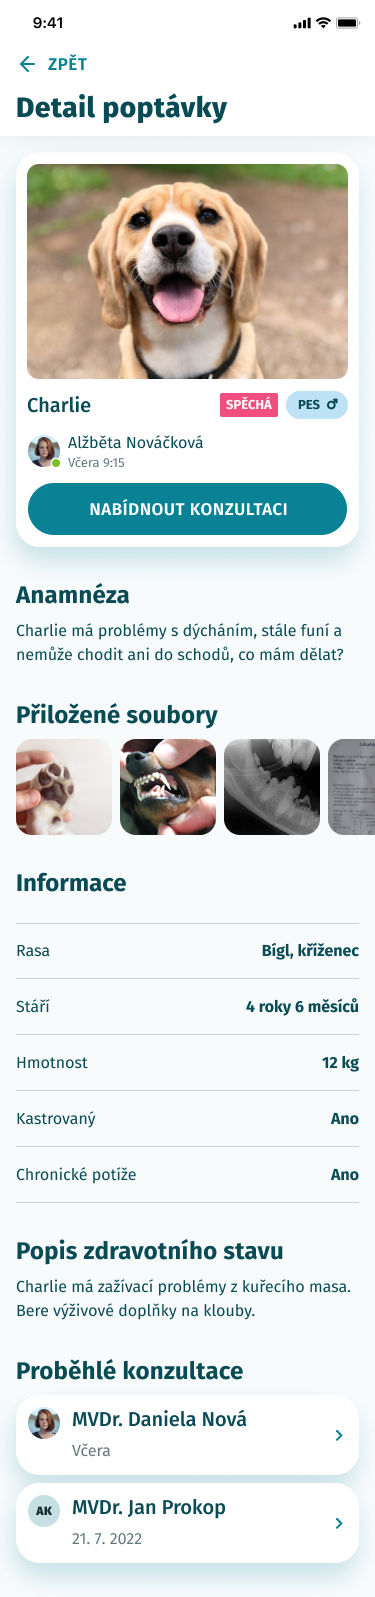 9:41
ZPĚT
Detail poptávky
Charlie
SPĚCHÁ
PES
Alžběta Nováčková
Včera 9:15
NABÍDNOUT KONZULTACI
Anamnéza
Charlie má problémy s dýcháním, stále funí a
nemůže chodit ani do schodů, co mám dělat?
Přiložené soubory
Informace
Rasa Bígl, kříženec
Stáří 4 roky 6 měsíců
Hmotnost 12 kg
Kastrovaný Ano
Chronické potíže Ano
Popis zdravotního stavu
Charlie má zažívací problémy z kuřecího masa.
Bere výživové doplňky na klouby.
Proběhlé konzultace
MVDr. Daniela Nová
Včera
AK
MVDr. Jan Prokop
21. 7. 2022